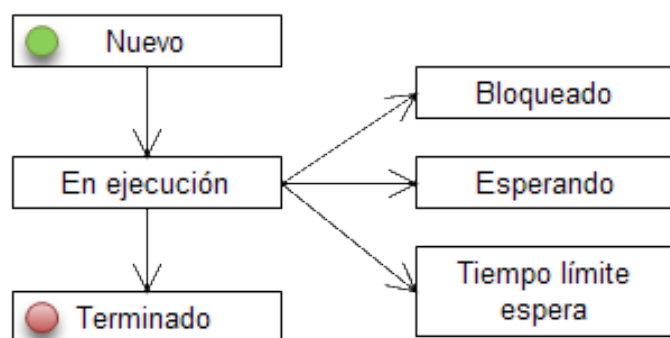 Nuevo
Bloqueado
En ejecución
Esperando
Tiempo límite
espera
Terminado